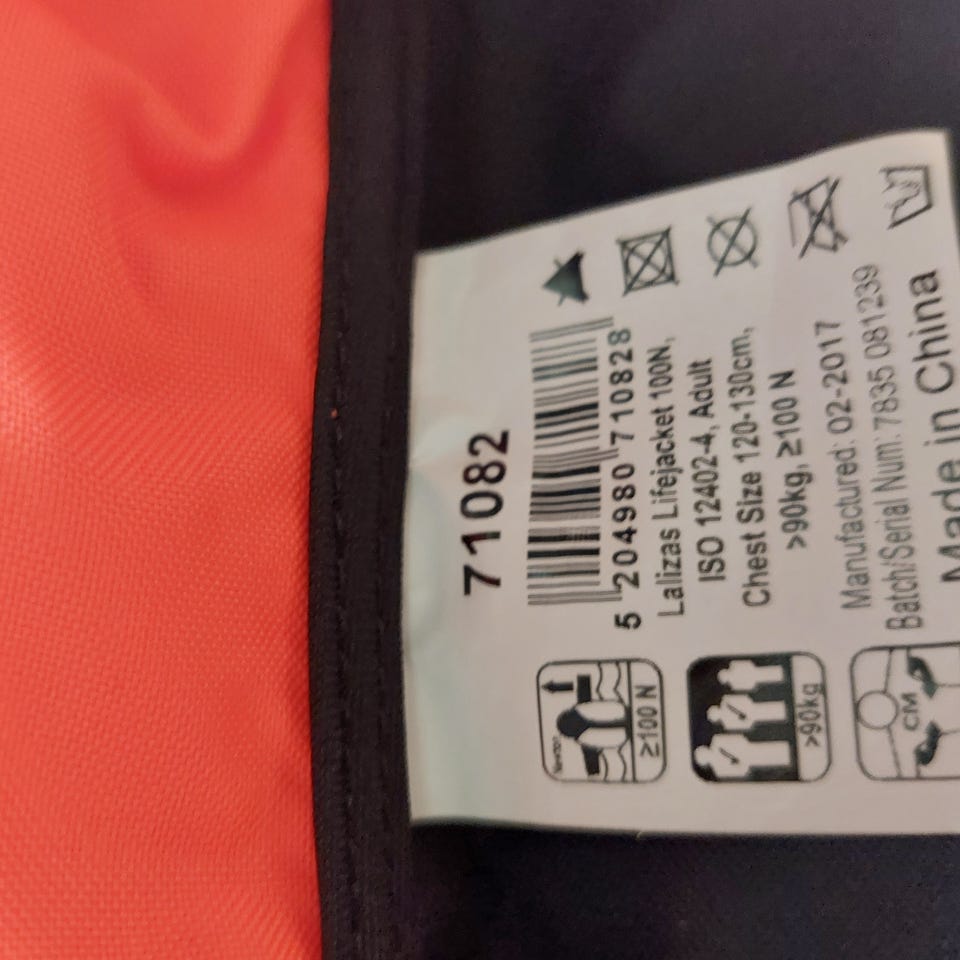 71082
5 204980 710828
Lalizas Lifejacket 100N,
ISO 12402-4, Adult
Chest Size 120-130cm,
>90kg, ≥100 N
Manufactured: 02-2017
Batch/Serial Num: 7835 081239
Made in China
≥100 N
>90kg
CM